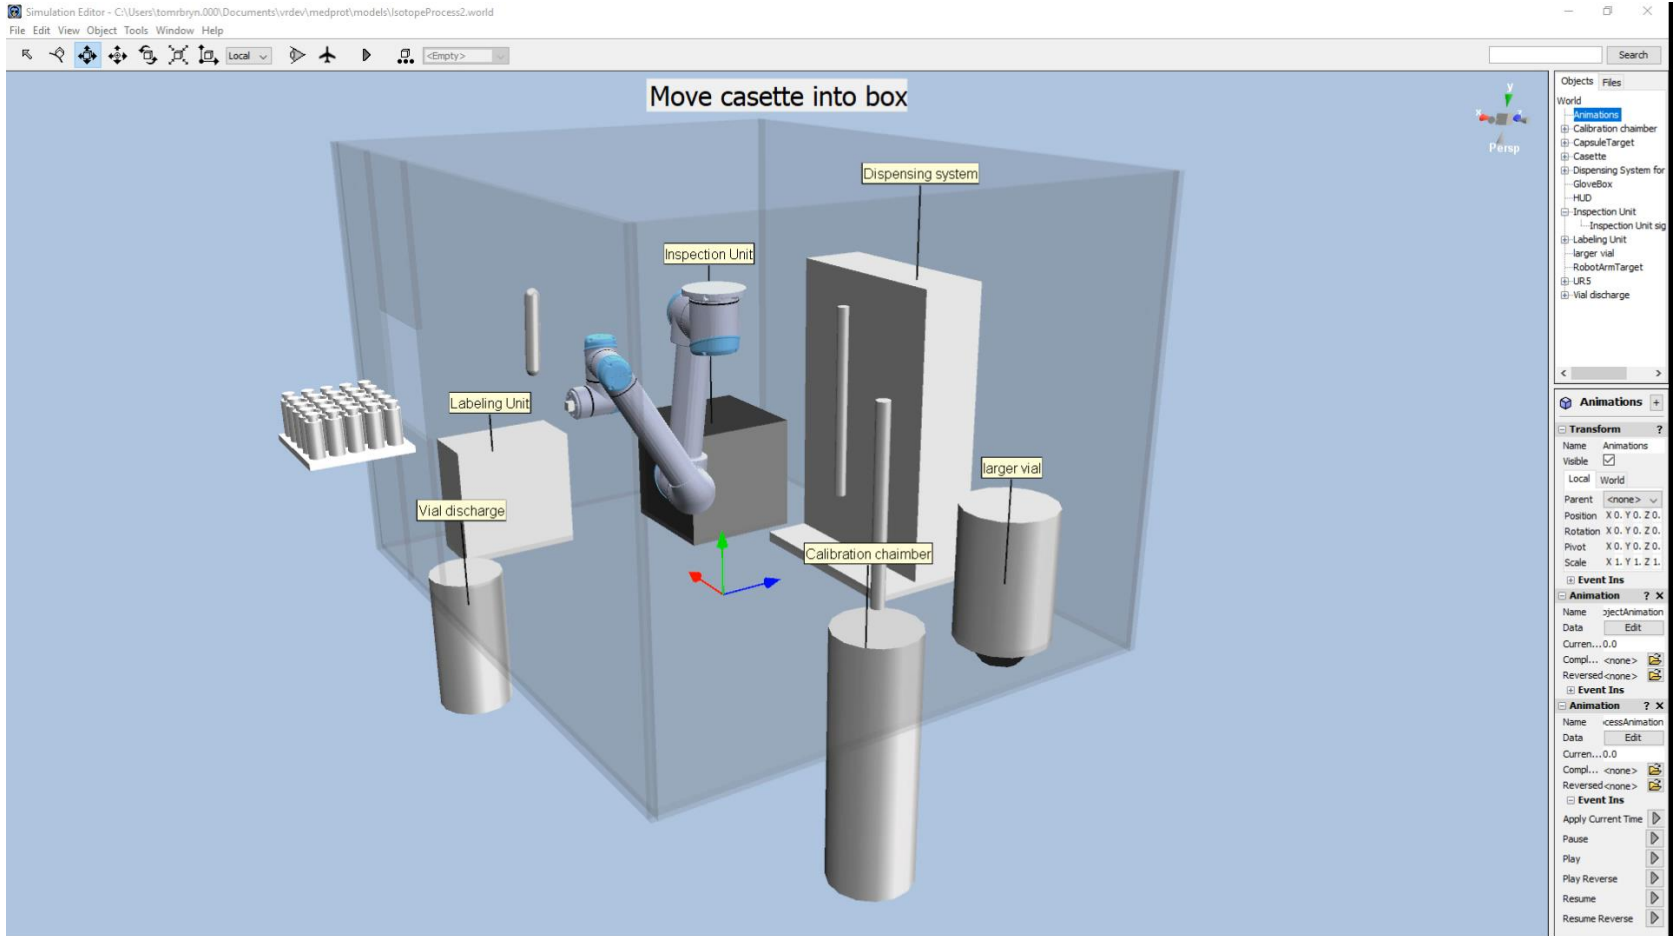 Simulation Editor - C:\Users\tomrbryn.000\Documents\vrdev\medprot\models\IsotopeProcess2.world
File Edit View Object Tools Window Help
Local
<Empty>
Search
Move casette into box
Dispensing system
Inspection Unit
Labeling Unit
larger vial
Vial discharge
Calibration chaimber
y
x
Persp
Objects Files
World
Animations
Calibration chamber
CapsuleTarget
Casette
Dispensing System for
GloveBox
HUD
Inspection Unit
Inspection Unit sig
Labeling Unit
larger vial
RobotArmTarget
UR5
Vial discharge
Animations +
Transform ?
Name Animations
Visible
Local World
Parent <none>
Position X 0. Y 0. Z 0.
Rotation X 0. Y 0. Z 0.
Pivot X 0. Y 0. Z 0.
Scale X 1. Y 1. Z 1.
Event Ins
Animation ? X
Name ojectAnimation
Data Edit
Curren... 0.0
Compl... <none>
Reversed <none>
Event Ins
Animation ? X
Name cessAnimation
Data Edit
Curren... 0.0
Compl... <none>
Reversed <none>
Event Ins
Apply Current Time
Pause
Play
Play Reverse
Resume
Resume Reverse